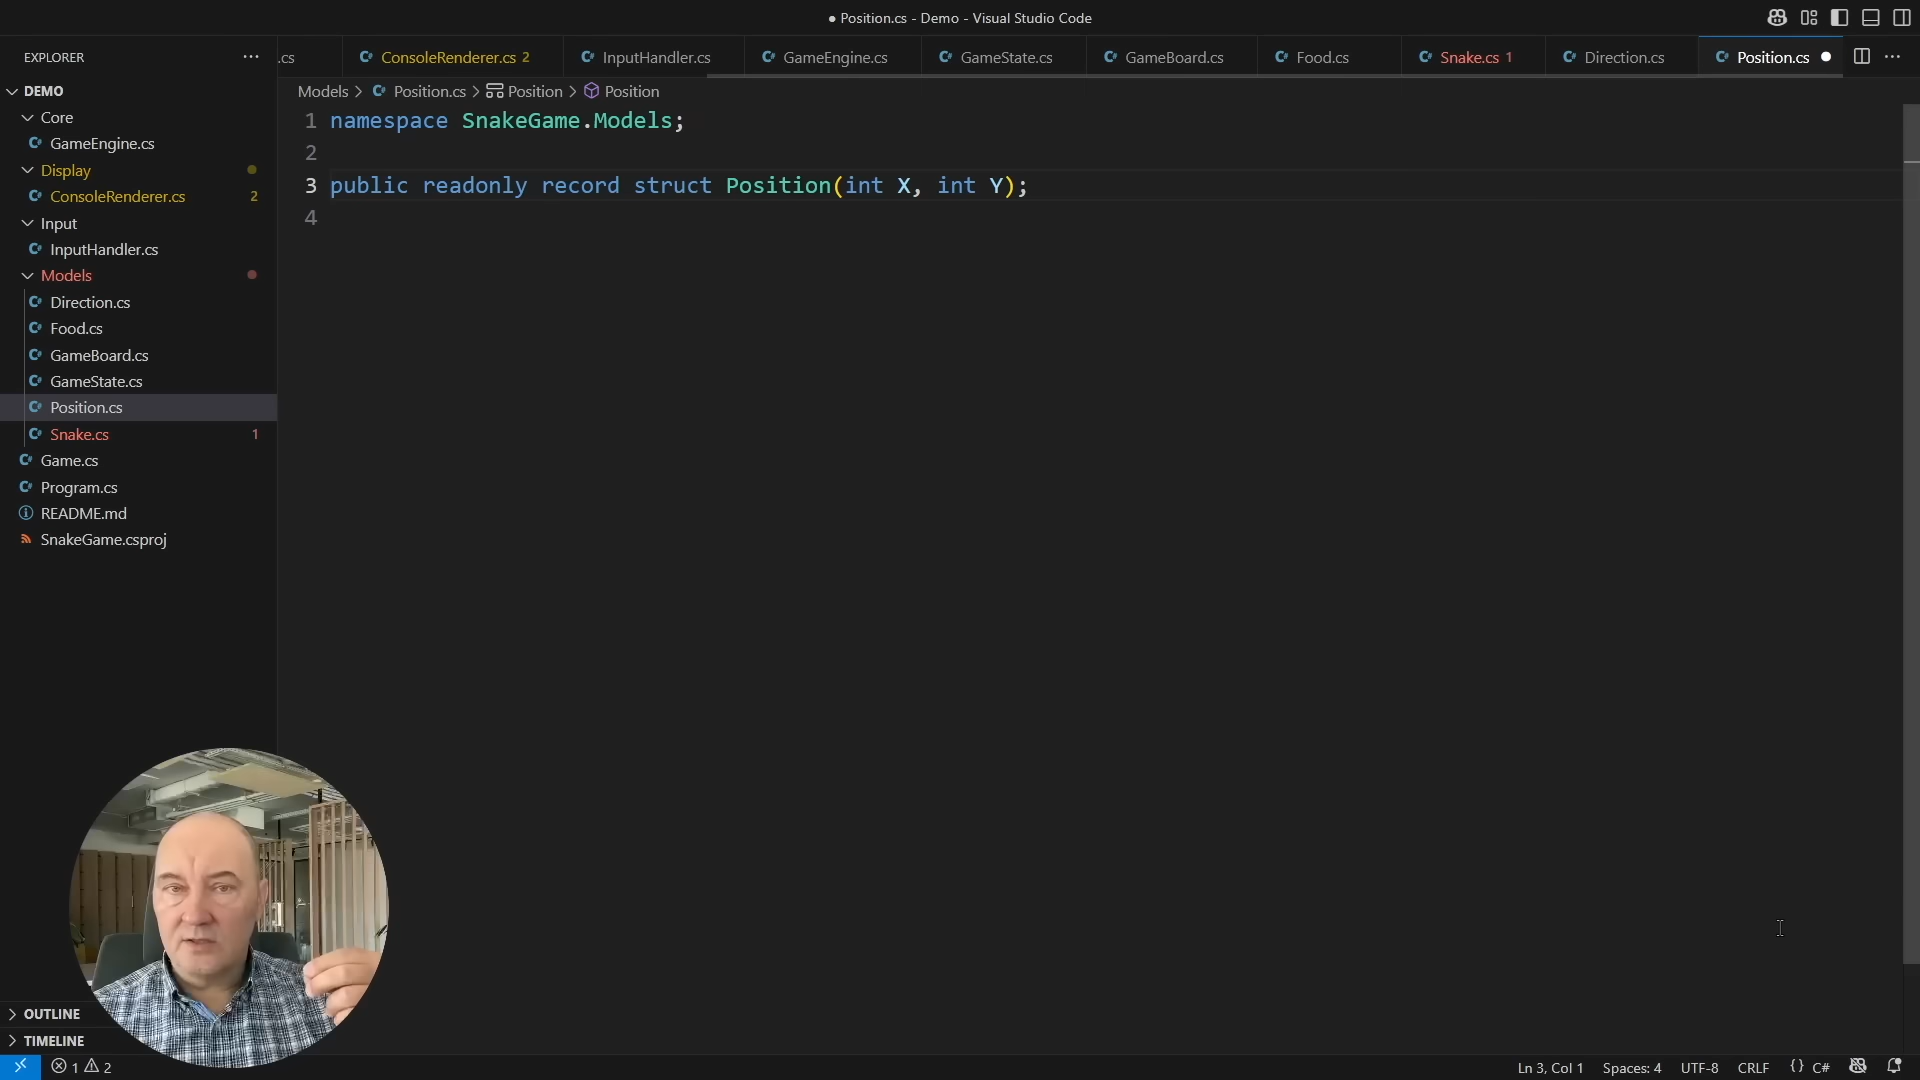 ● Position.cs - Demo - Visual Studio Code
EXPLORER
.cs
ConsoleRenderer.cs 2
InputHandler.cs
GameEngine.cs
GameState.cs
GameBoard.cs
Food.cs
Snake.cs 1
Direction.cs
Position.cs
DEMO
Core
GameEngine.cs
Display
ConsoleRenderer.cs 2
Input
InputHandler.cs
Models
Direction.cs
Food.cs
GameBoard.cs
GameState.cs
Position.cs
Snake.cs 1
Game.cs
Program.cs
README.md
SnakeGame.csproj
OUTLINE
TIMELINE
Models > Position.cs > Position > Position
1 namespace SnakeGame.Models;
2
3 public readonly record struct Position(int X, int Y);
4
1 2
Ln 3, Col 1
Spaces: 4
UTF-8
CRLF
{} C#